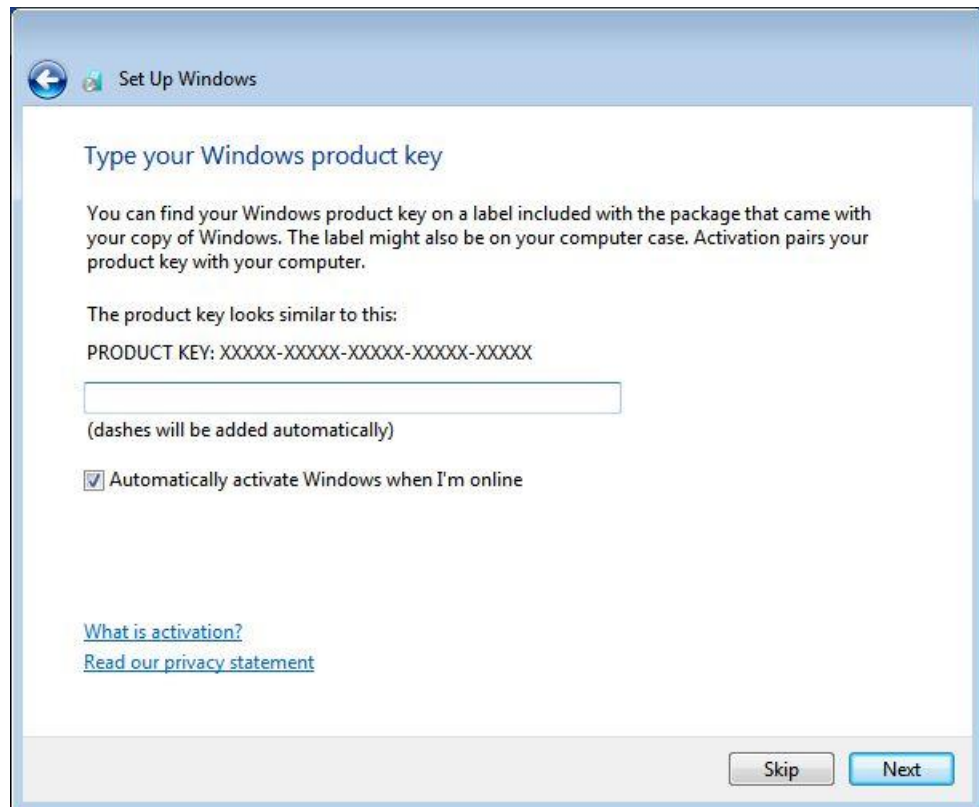 Set Up Windows
Type your Windows product key
You can find your Windows product key on a label included with the package that came with
your copy of Windows. The label might also be on your computer case. Activation pairs your
product key with your computer.
The product key looks similar to this:
PRODUCT KEY: XXXXX-XXXXX-XXXXX-XXXXX-XXXXX
(dashes will be added automatically)
Automatically activate Windows when I'm online
What is activation?
Read our privacy statement
Skip Next